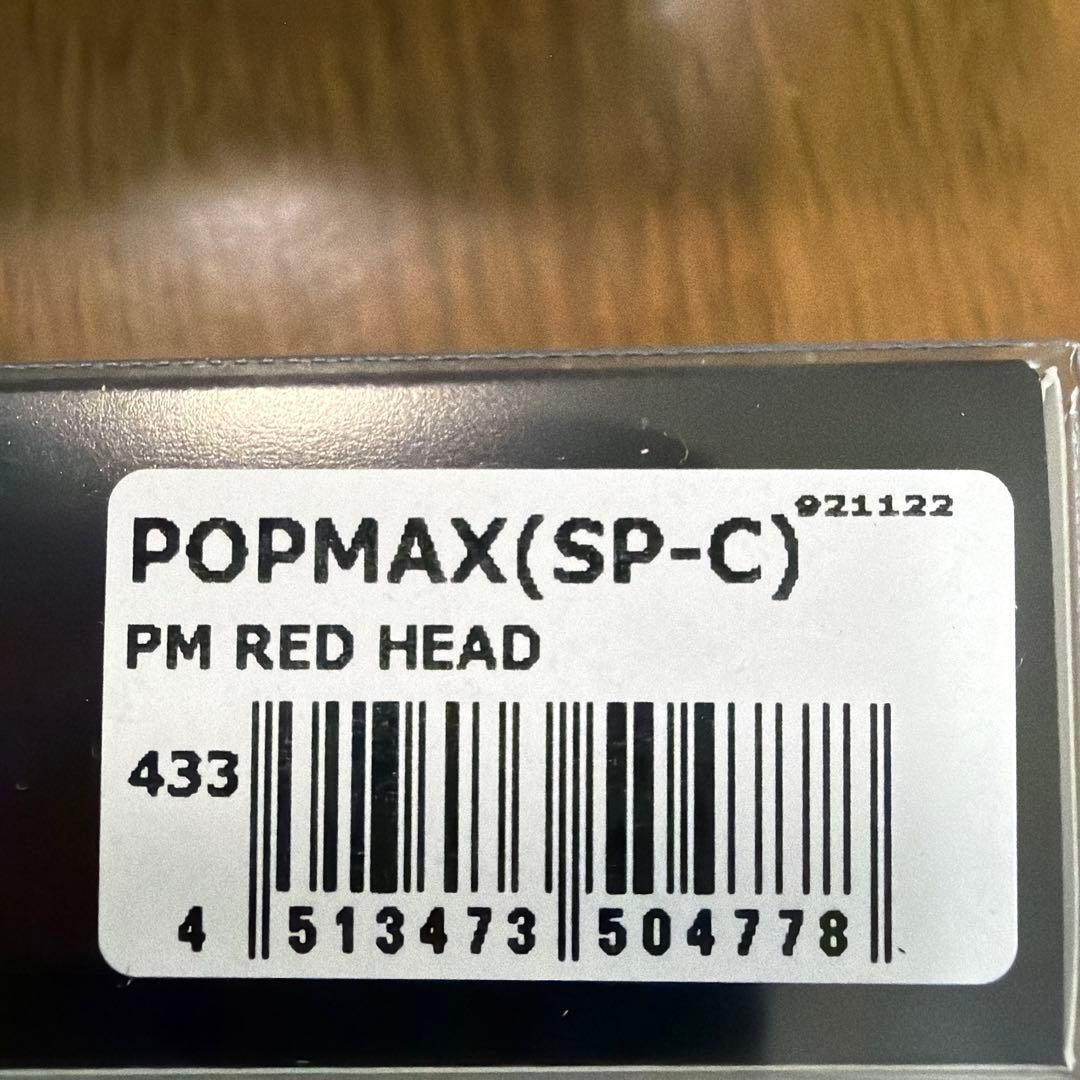 921122
POPMAX(SP-C)
PM RED HEAD
433
4 513473 504778